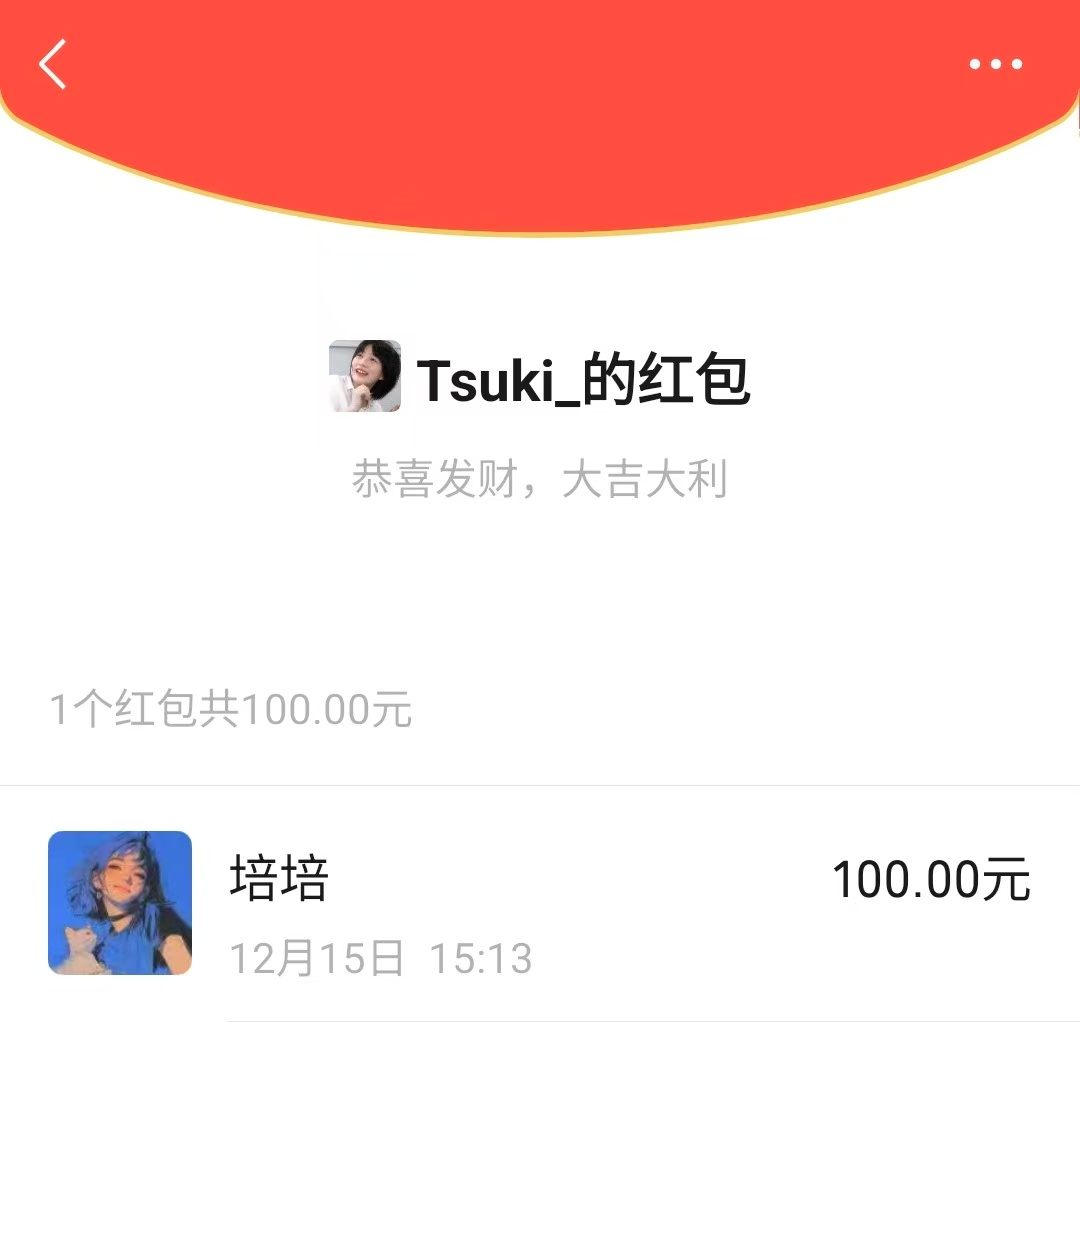 Tsuki_的红包
恭喜发财，大吉大利
1个红包共100.00元
培培
100.00元
12月15日 15:13